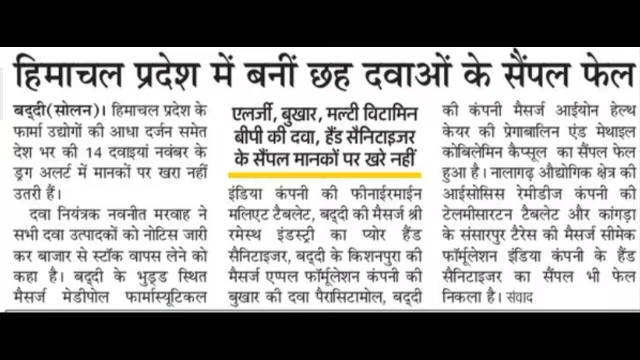 हिमाचल प्रदेश में बनीं छह दवाओं के सैंपल फेल
बद्दी(सोलन)। हिमाचल प्रदेश के
फार्मा उद्योगों की आधा दर्जन समेत
देश भर की 14 दवाइयां नवंबर के
ड्रग अलर्ट में मानकों पर खरा नहीं
उतरी हैं।
दवा नियंत्रक नवनीत मरवाह ने
सभी दवा उत्पादकों को नोटिस जारी
कर बाजार से स्टॉक वापस लेने को
कहा है। बद्दी के भुड्ड स्थित
मैसर्ज मेडीपोल फार्मास्यूटिकल
एलर्जी, बुखार, मल्टी विटामिन
बीपी की दवा, हैंड सैनिटाइजर
के सैंपल मानकों पर खरे नहीं
इंडिया कंपनी की फीनाईरमाईन
मलिएट टैबलेट, बद्दी की मैसर्ज श्री
रमेस्थ इंडस्ट्री का प्योर हैंड
सैनिटाइजर, बद्दी के किशनपुरा की
मैसर्ज एप्पल फॉर्मूलेशन कंपनी की
बुखार की दवा पैरासिटामोल, बद्दी
की कंपनी मैसर्ज आईयोन हेल्थ
केयर की प्रेगाबालिन एंड मेथाइल
कोबिलेमिन कैप्सूल का सैंपल फेल
हुआ है। नालागढ़ औद्योगिक क्षेत्र की
आईसोसिस रेमीडीज कंपनी की
टेल्मीसारटन टैबलेट और कांगड़ा
के संसारपुर टैरेस की मैसर्ज सीमेक
फॉर्मूलेशन इंडिया कंपनी के हैंड
सैनिटाइजर का सैंपल भी फेल
निकला है। संवाद